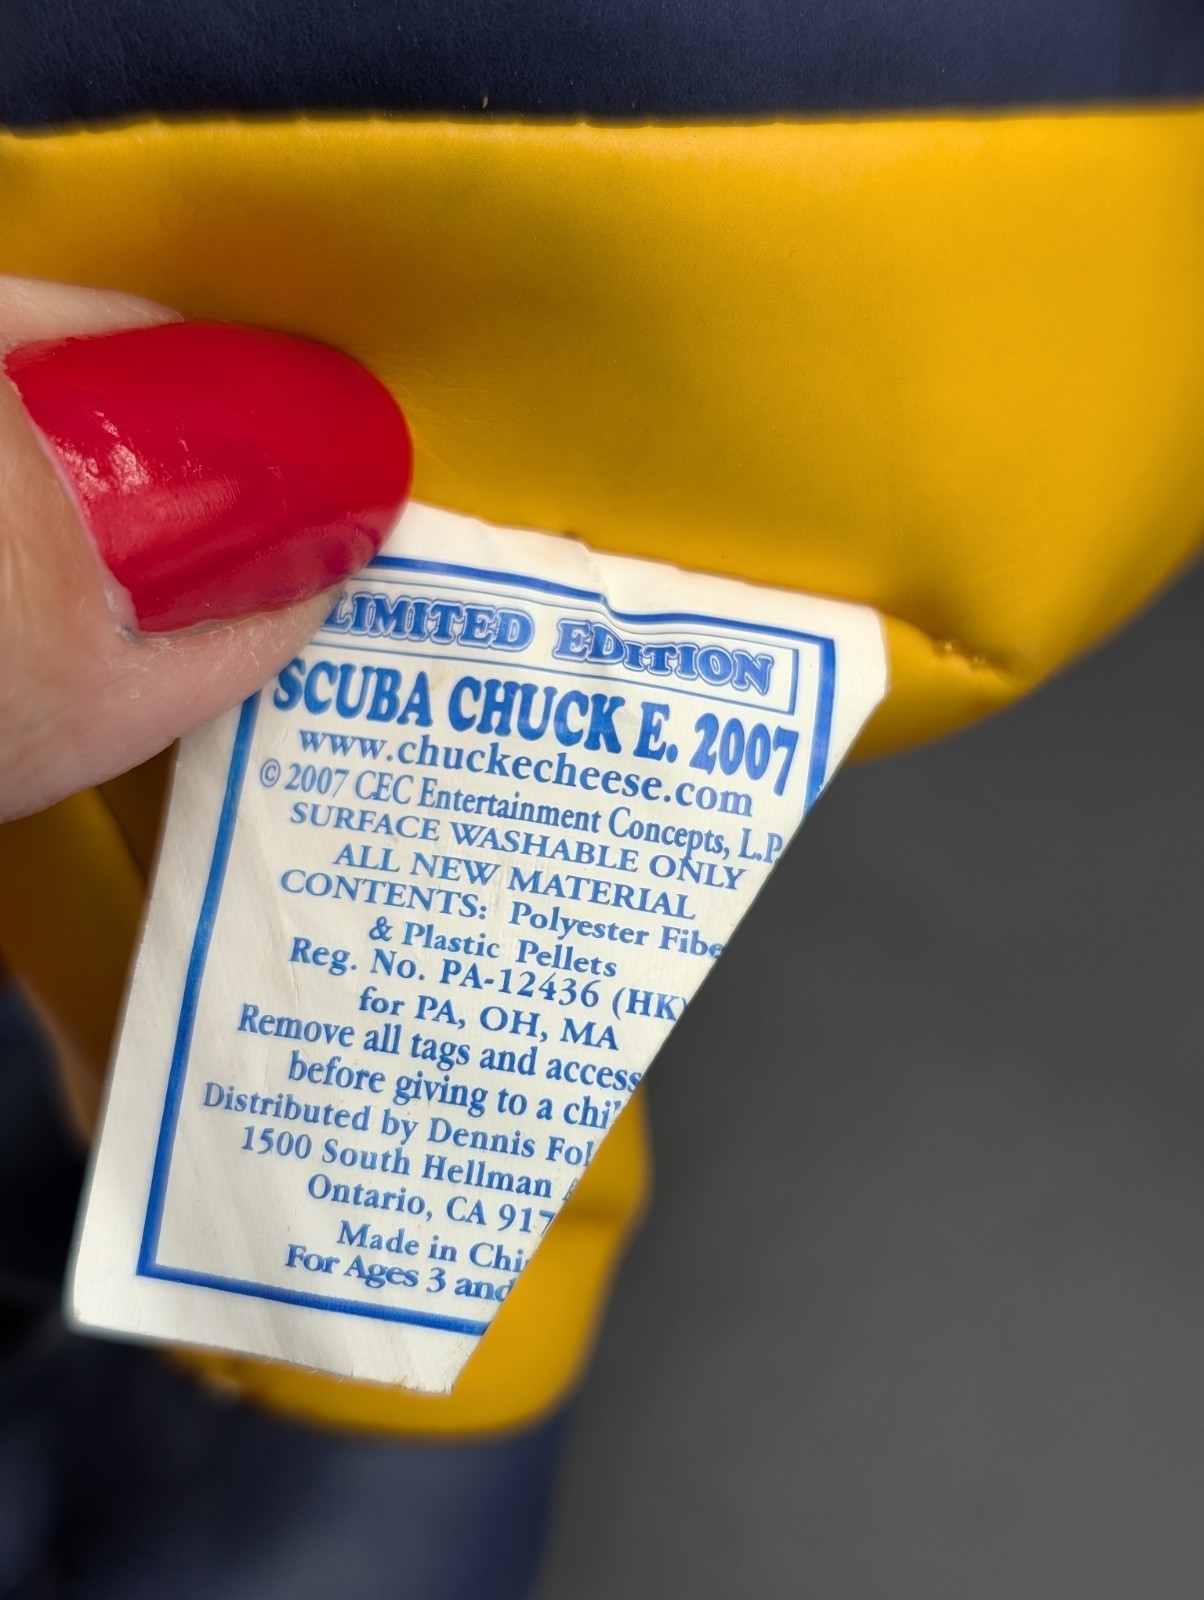 LIMITED EDITION
SCUBA CHUCK E. 2007
www.chuckecheese.com
© 2007 CEC Entertainment Concepts, L.P.
SURFACE WASHABLE ONLY
ALL NEW MATERIAL
CONTENTS: Polyester Fibe
& Plastic Pellets
Reg. No. PA-12436 (HK)
for PA, OH, MA
Remove all tags and access
before giving to a chi
Distributed by Dennis Fo
1500 South Hellman
Ontario, CA 917
Made in Chi
For Ages 3 and